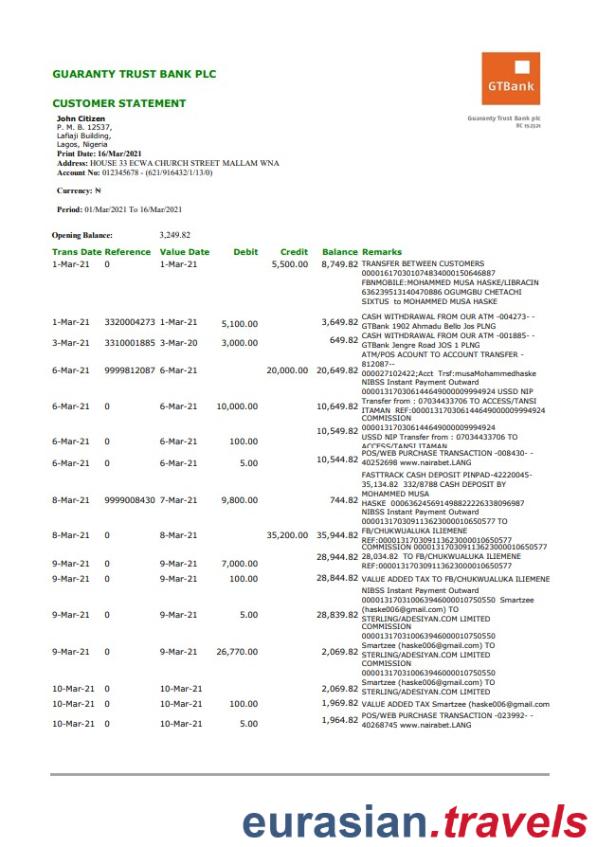 GUARANTY TRUST BANK PLC
GTBank
CUSTOMER STATEMENT
Guaranty Trust Bank plc
RC 152321
John Citizen
P. M. B. 12537,
Lafiaji Building,
Lagos, Nigeria
Print Date: 16/Mar/2021
Address: HOUSE 33 ECWA CHURCH STREET MALLAM WNA
Account No: 012345678 - (621/916432/1/13/0)
Currency: ₦
Period: 01/Mar/2021 To 16/Mar/2021
Opening Balance: 3,249.82
Trans Date Reference Value Date Debit Credit Balance Remarks
1-Mar-21 0 1-Mar-21 5,500.00 8,749.82 TRANSFER BETWEEN CUSTOMERS
000016170301074834000150646887
FBNMOBILE:MOHAMMED MUSA HASKE/LIBRACIN
636239513140470886 OGUMGBU CHETACHI
SIXTUS to MOHAMMED MUSA HASKE
1-Mar-21 3320004273 1-Mar-21 5,100.00 3,649.82 CASH WITHDRAWAL FROM OUR ATM -004273- -
GTBank 1902 Ahmadu Bello Jos PLNG
3-Mar-21 3310001885 3-Mar-20 3,000.00 649.82 CASH WITHDRAWAL FROM OUR ATM -001885- -
GTBank Jengre Road JOS 1 PLNG
ATM/POS ACOUNT TO ACCOUNT TRANSFER -
812087--
6-Mar-21 9999812087 6-Mar-21 20,000.00 20,649.82 000027102422;Acct Trsf:musaMohammedhaske
NIBSS Instant Payment Outward
000013170306144649000009994924 USSD NIP
6-Mar-21 0 6-Mar-21 10,000.00 10,649.82 Transfer from : 07034433706 TO ACCESS/TANSI
ITAMAN REF:000013170306144649000009994924
COMMISSION
10,549.82 000013170306144649000009994924
6-Mar-21 0 6-Mar-21 100.00 USSD NIP Transfer from : 07034433706 TO
ACCESS/TANSI ITAMAN
6-Mar-21 0 6-Mar-21 5.00 10,544.82 POS/WEB PURCHASE TRANSACTION -008430- -
40252698 www.nairabet.LANG
FASTTRACK CASH DEPOSIT PINPAD-42220045-
35,134.82 332/8788 CASH DEPOSIT BY
8-Mar-21 9999008430 7-Mar-21 9,800.00 744.82 MOHAMMED MUSA
HASKE 000636245691498822226338096987
NIBSS Instant Payment Outward
000013170309113623000010650577 TO
8-Mar-21 0 8-Mar-21 35,200.00 35,944.82 FB/CHUKWUALUKA ILIEMENE
REF:000013170309113623000010650577
COMMISSION 000013170309113623000010650577
28,944.82 28,034.82 TO FB/CHUKWUALUKA ILIEMENE
9-Mar-21 0 9-Mar-21 7,000.00 REF:000013170309113623000010650577
9-Mar-21 0 9-Mar-21 100.00 28,844.82 VALUE ADDED TAX TO FB/CHUKWUALUKA ILIEMENE
NIBSS Instant Payment Outward
000013170310063946000010750550 Smartzee
9-Mar-21 0 9-Mar-21 5.00 28,839.82 (haske006@gmail.com) TO
STERLING/ADESIYAN.COM LIMITED
COMMISSION
000013170310063946000010750550
Smartzee (haske006@gmail.com) TO
9-Mar-21 0 9-Mar-21 26,770.00 2,069.82 STERLING/ADESIYAN.COM LIMITED
COMMISSION
000013170310063946000010750550
10-Mar-21 0 10-Mar-21 2,069.82 Smartzee (haske006@gmail.com) TO
STERLING/ADESIYAN.COM LIMITED
10-Mar-21 0 10-Mar-21 100.00 1,969.82 VALUE ADDED TAX Smartzee (haske006@gmail.com
10-Mar-21 0 10-Mar-21 5.00 1,964.82 POS/WEB PURCHASE TRANSACTION -023992- -
40268745 www.nairabet.LANG
eurasian.travels